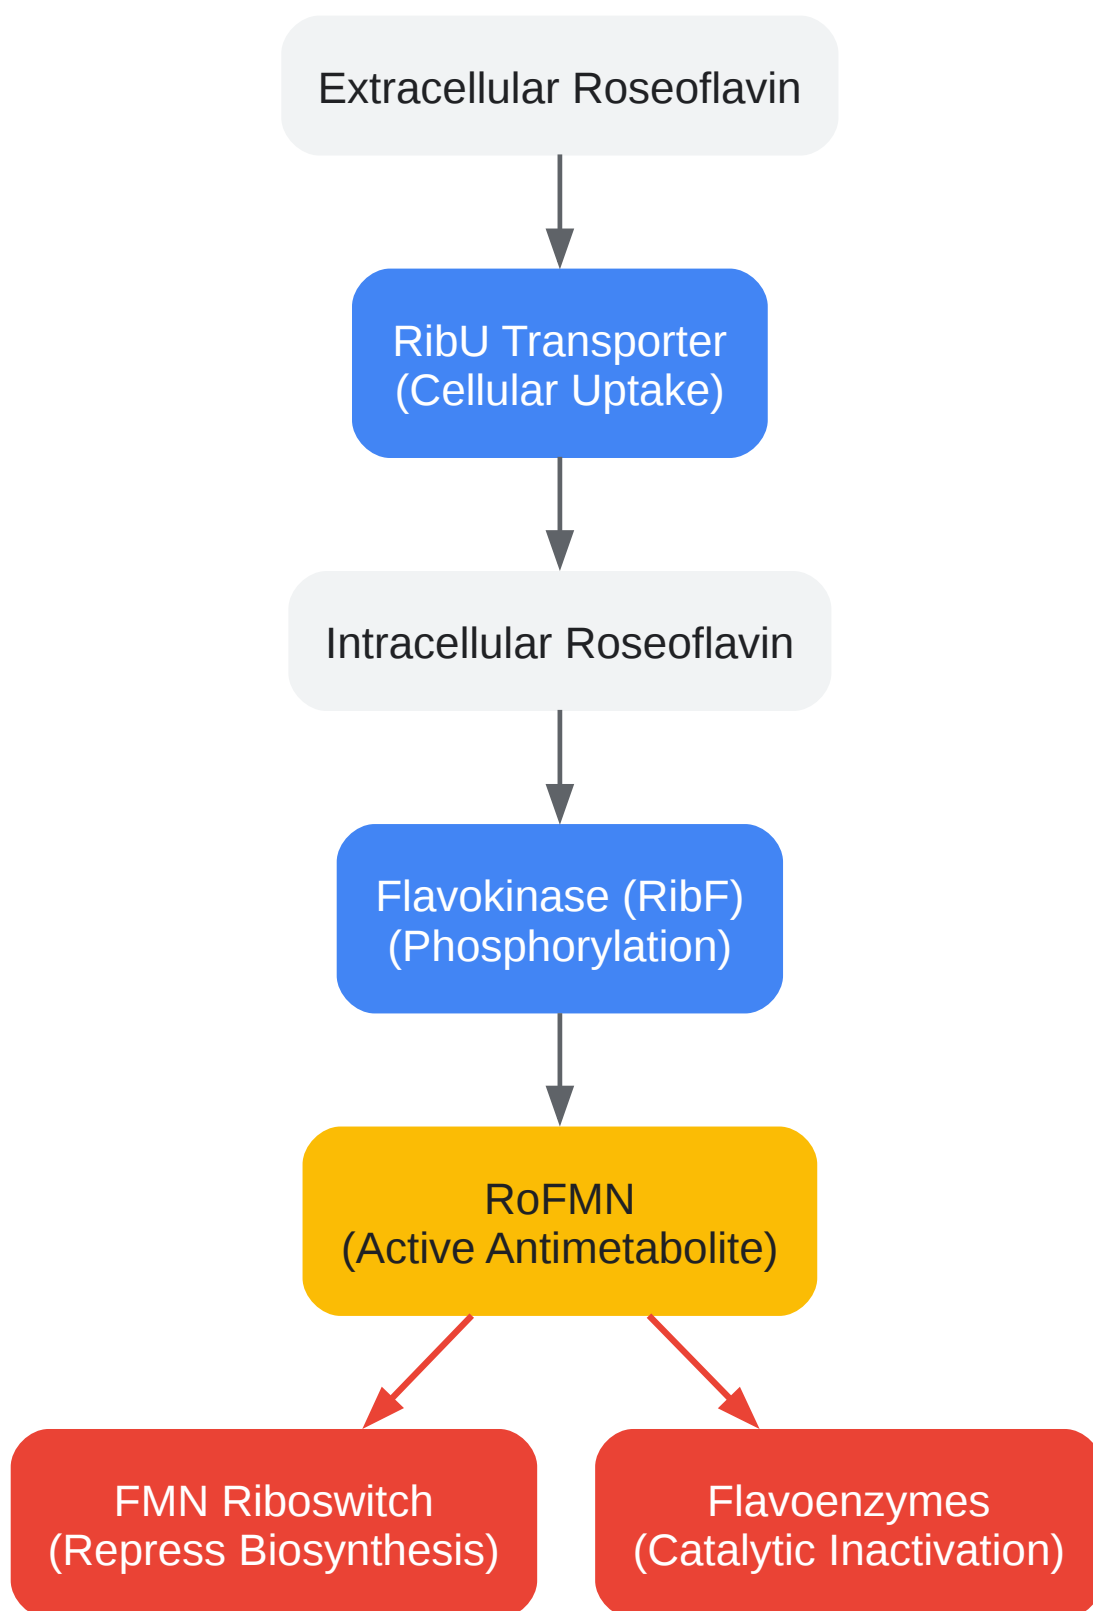 Extracellular Roseoflavin
RibU Transporter
(Cellular Uptake)
Intracellular Roseoflavin
Flavokinase (RibF)
(Phosphorylation)
RoFMN
(Active Antimetabolite)
FMN Riboswitch
(Repress Biosynthesis)
Flavoenzymes
(Catalytic Inactivation)